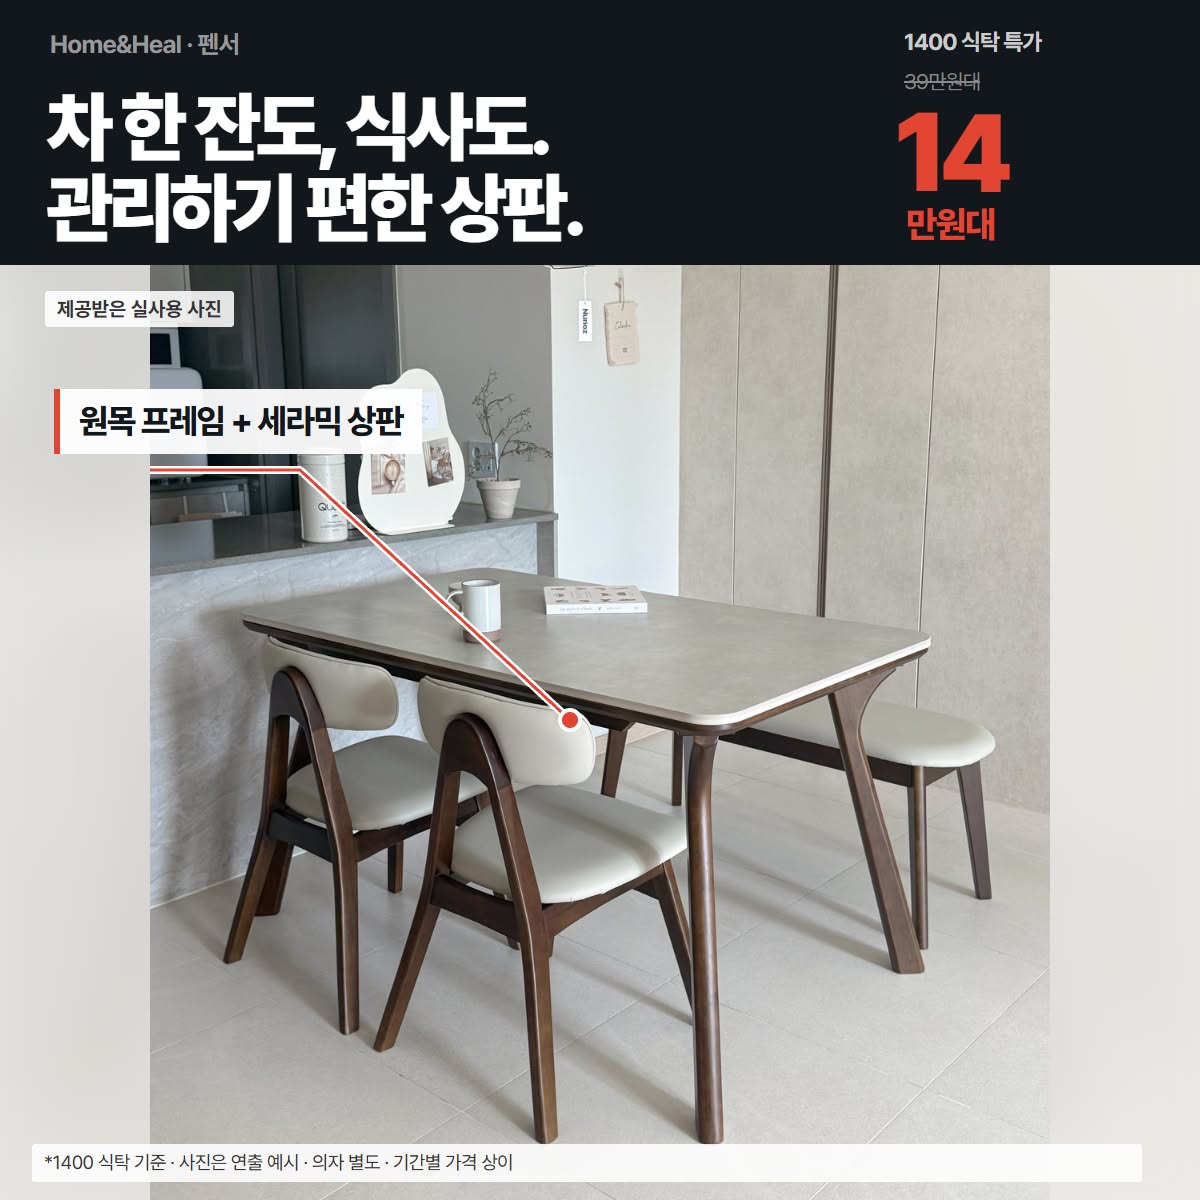 Home&Heal · 펜서
차 한 잔도, 식사도.
관리하기 편한 상판.
1400 식탁 특가
39만원대
14
만원대
제공받은 실사용 사진
원목 프레임 + 세라믹 상판
Nunoz
*1400 식탁 기준 · 사진은 연출 예시 · 의자 별도 · 기간별 가격 상이